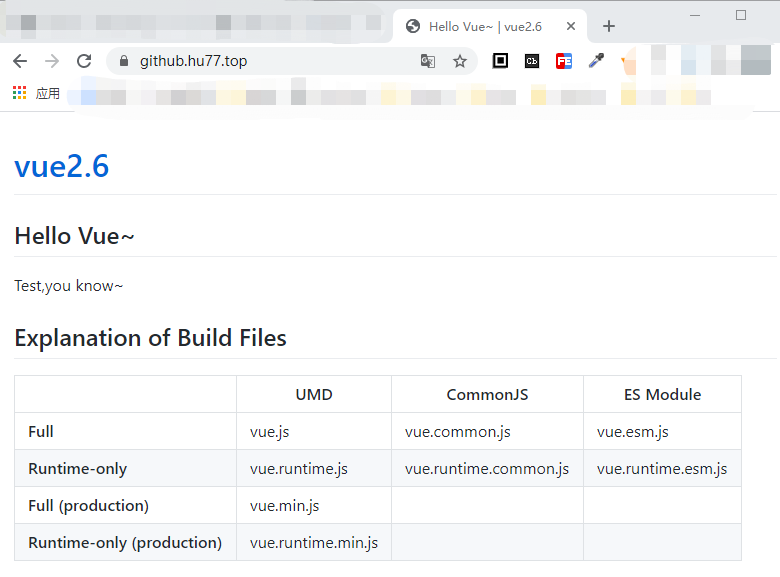 Hello Vue~ | vue2.6
github.hu77.top
应用
vue2.6
Hello Vue~
Test,you know~
Explanation of Build Files
UMD CommonJS ES Module
Full vue.js vue.common.js vue.esm.js
Runtime-only vue.runtime.js vue.runtime.common.js vue.runtime.esm.js
Full (production) vue.min.js
Runtime-only (production) vue.runtime.min.js